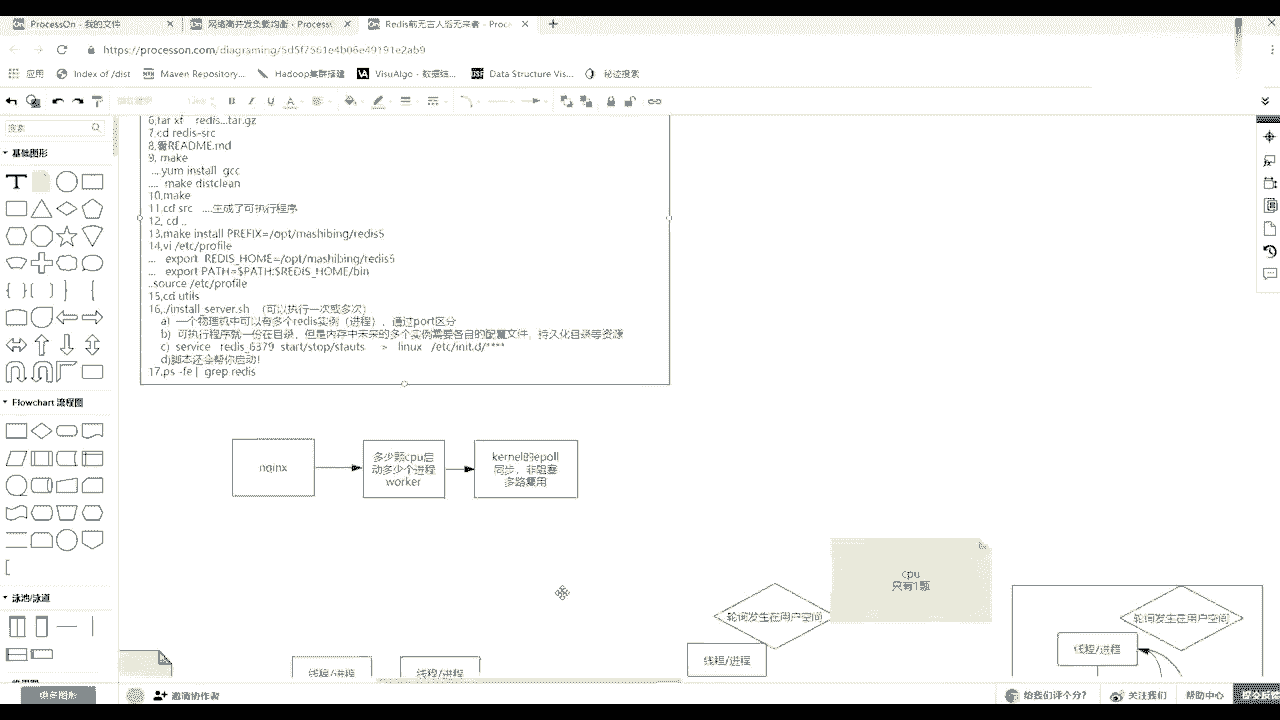 ProcessOn - 我的文件
网络高并发负载均衡 - Process
Redis前无古人后无来者 - Proc
应用
Index of /dist
Maven Repository...
Hadoop集群搭建
VisuAlgo - 数据结...
Data Structure Vis...
秘迹搜索
搜索
基础图形
Flowchart 流程图
泳池/泳道
更多图形
6,tar xf redis...tar.gz
7,cd redis-src
8,看README.md
9, make
... yum install gcc
.... make distclean
10,make
11,cd src ....生成了可执行程序
12, cd ..
13,make install PREFIX=/opt/mashibing/redis5
14,vi /etc/profile
... export REDIS_HOME=/opt/mashibing/redis5
... export PATH=$PATH:$REDIS_HOME/bin
..source /etc/profile
15,cd utils
16,./install_server.sh （可以执行一次或多次）
a) 一个物理机中可以有多个redis实例（进程），通过port区分
b) 可执行程序就一份在目录，但是内存中未来的多个实例需要各自的配置文件，持久化目录等资源
c) service redis_6379 start/stop/stauts > linux /etc/init.d/****
d)脚本还会帮你启动！
17,ps -fe | grep redis
nginx
多少颗cpu启
动多少个进程
worker
kernel的epoll
同步，非阻塞
多路复用
cpu
只有1颗
轮询发生在用户空间
线程/进程
轮询发生在用户空间
线程/进程
线程/进程
线程/进程
邀请协作者
给我们评个分?
关注我们
帮助中心